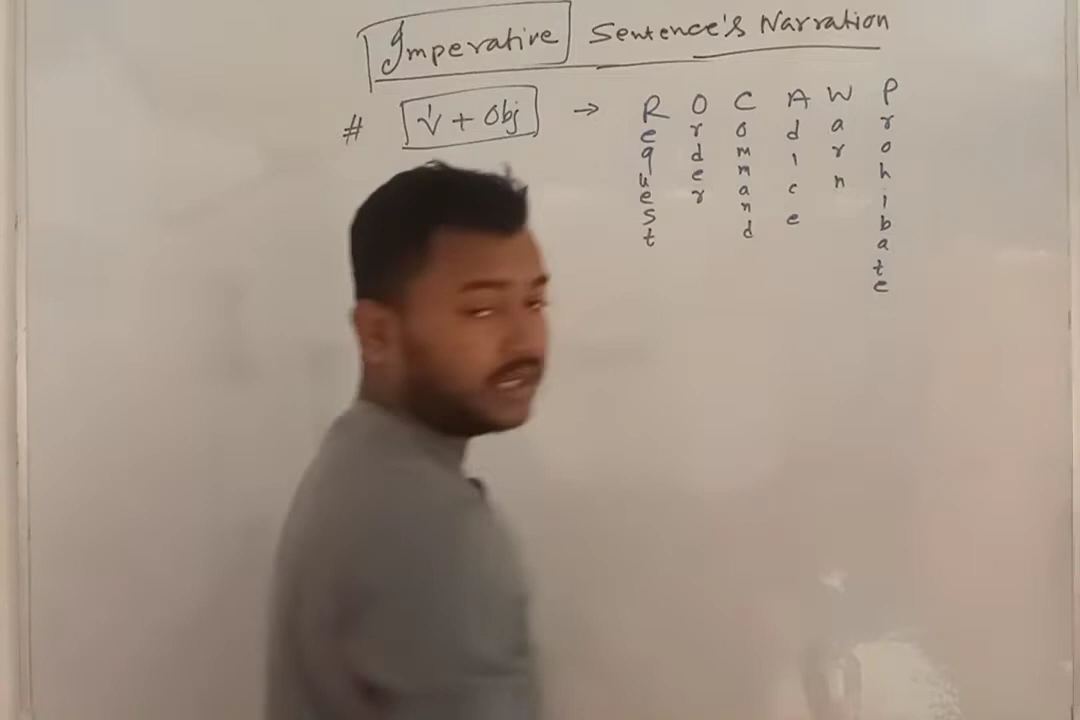 Imperative Sentence's Narration
# V + Obj → Request Order Command Adice Warn Prohibate